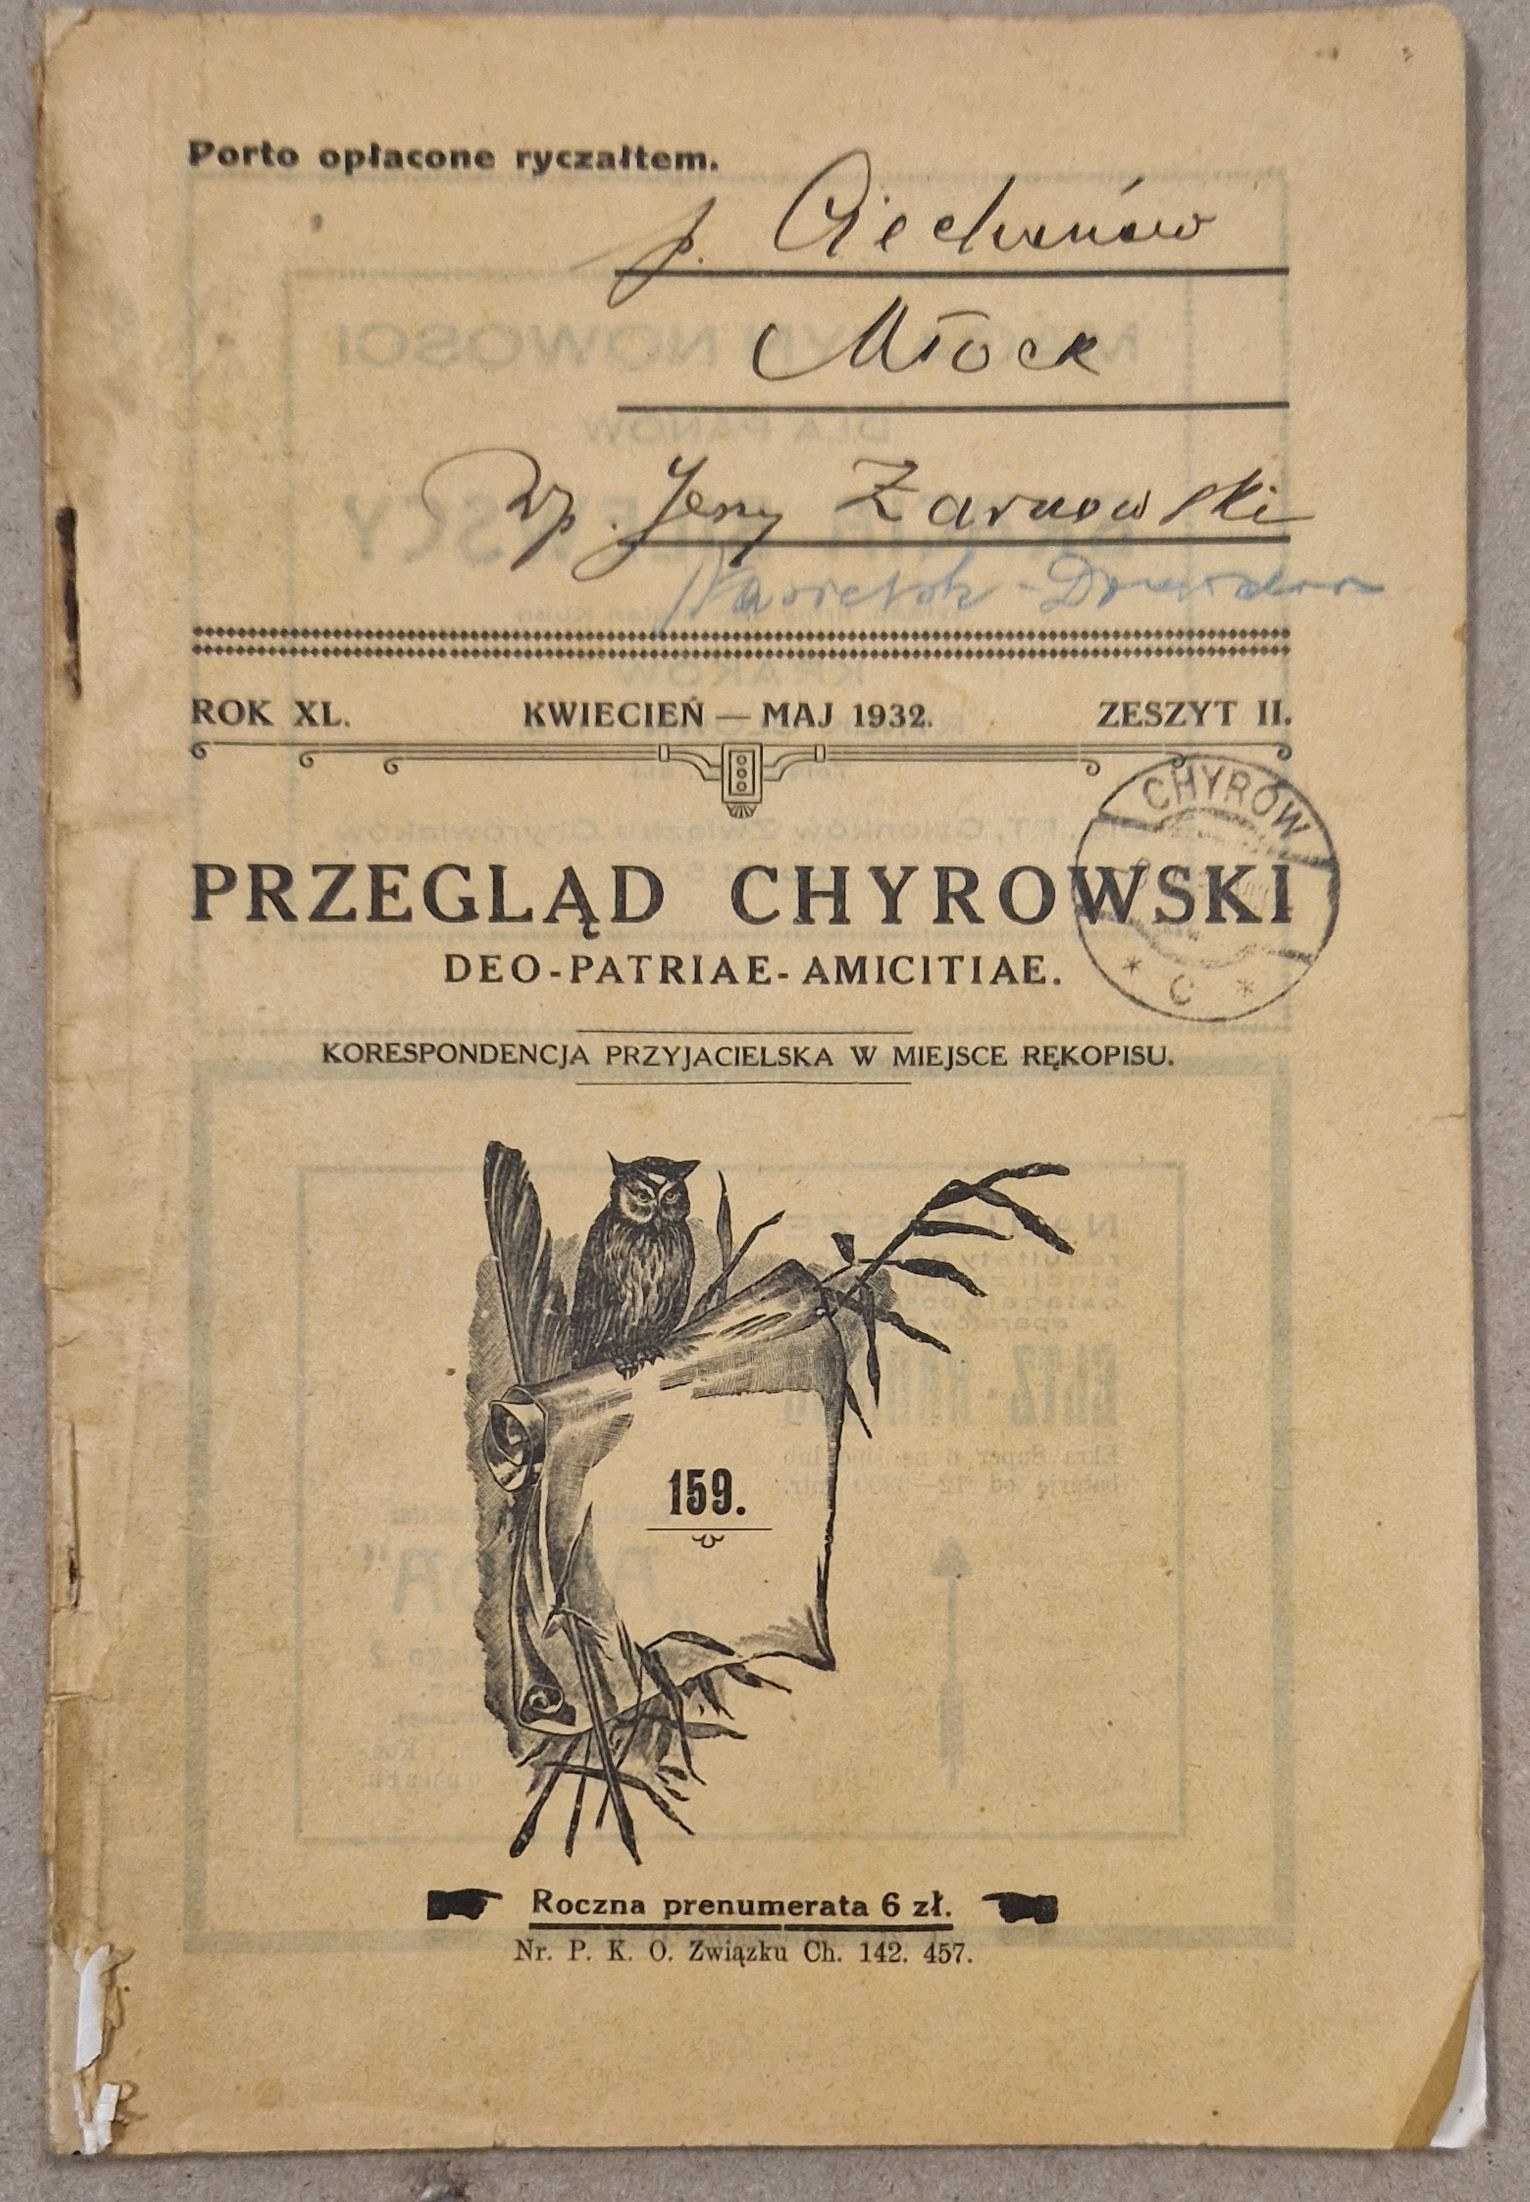 Porto opłacone ryczałtem.
p. Ciechanów
Młock
Wp. Jerzy Żarnowski
ROK XL. KWIECIEŃ — MAJ 1932. ZESZYT II.
CHYRÓW
PRZEGLĄD CHYROWSKI
DEO-PATRIAE-AMICITIAE.
* C *
KORESPONDENCJA PRZYJACIELSKA W MIEJSCE RĘKOPISU.
159.
Roczna prenumerata 6 zł.
Nr. P. K. O. Związku Ch. 142. 457.